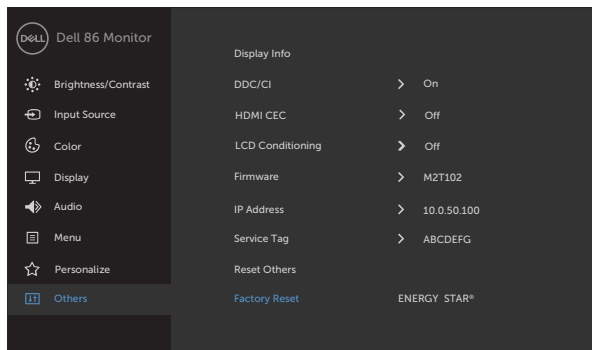 DELL Dell 86 Monitor
Brightness/Contrast
Input Source
Color
Display
Audio
Menu
Personalize
Others
Display Info
DDC/CI > On
HDMI CEC > Off
LCD Conditioning > Off
Firmware > M2T102
IP Address > 10.0.50.100
Service Tag > ABCDEFG
Reset Others
Factory Reset ENERGY STAR®